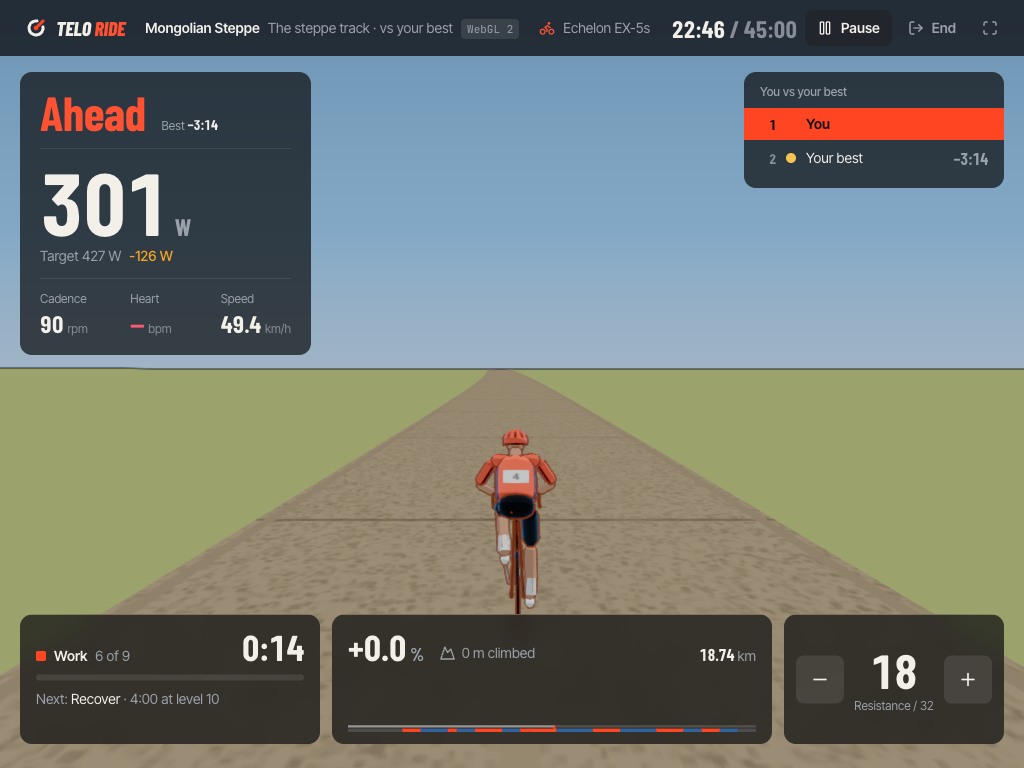 TELO RIDE Mongolian Steppe The steppe track · vs your best WebGL 2 Echelon EX-5s 22:46 / 45:00 Pause End
Ahead Best −3:14
301 W
Target 427 W -126 W
Cadence Heart Speed
90 rpm – bpm 49.4 km/h
You vs your best
1 You
2 Your best −3:14
4
Work 6 of 9 0:14
Next: Recover · 4:00 at level 10
+0.0 % 0 m climbed 18.74 km
− 18 +
Resistance / 32